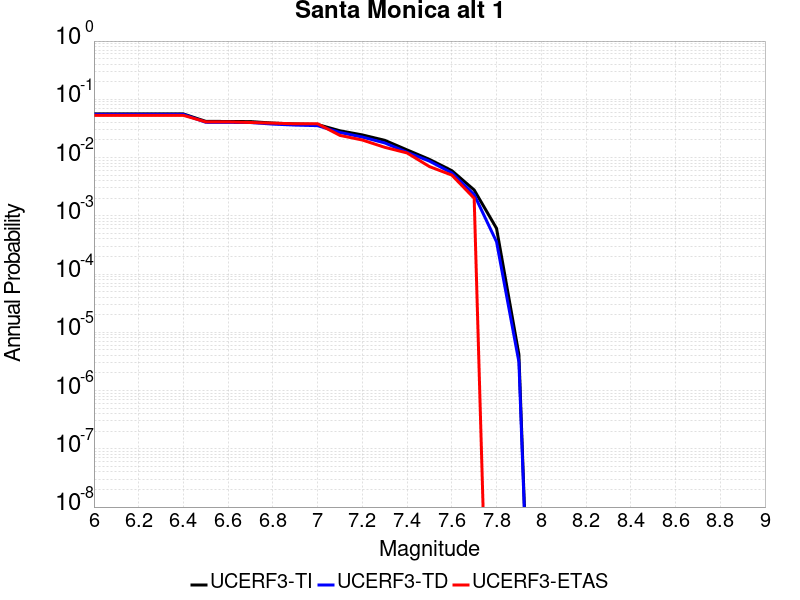 Santa Monica alt 1
10^0
10^-1
10^-2
10^-3
10^-4
10^-5
10^-6
10^-7
10^-8
Annual Probability
6 6.2 6.4 6.6 6.8 7 7.2 7.4 7.6 7.8 8 8.2 8.4 8.6 8.8 9
Magnitude
UCERF3-TI UCERF3-TD UCERF3-ETAS